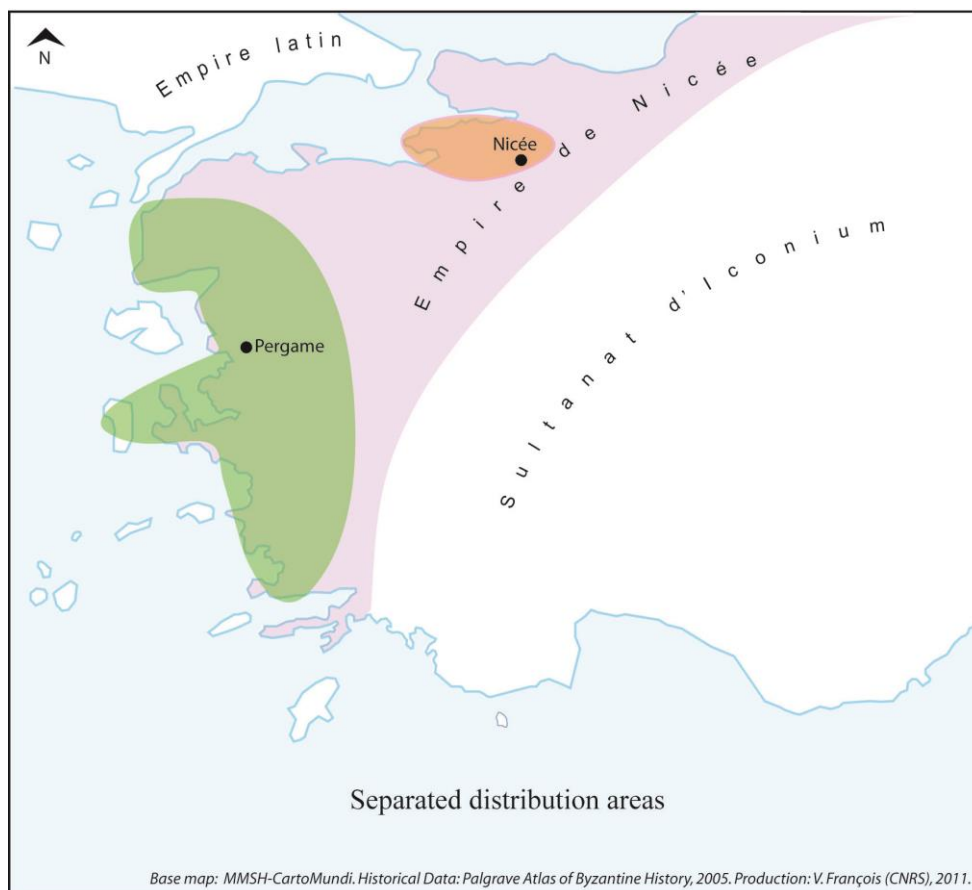 Empire latin
N
Empire de Nicée
Nicée
Sultanat d'Iconium
Pergame
Separated distribution areas
Base map: MMSH-CartoMundi. Historical Data: Palgrave Atlas of Byzantine History, 2005. Production: V. François (CNRS), 2011.